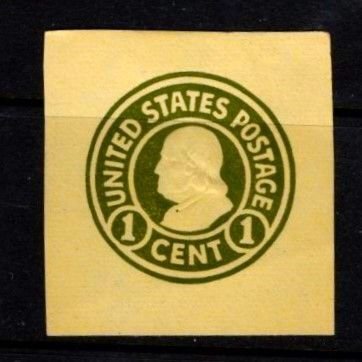 UNITED STATES POSTAGE
1 CENT 1